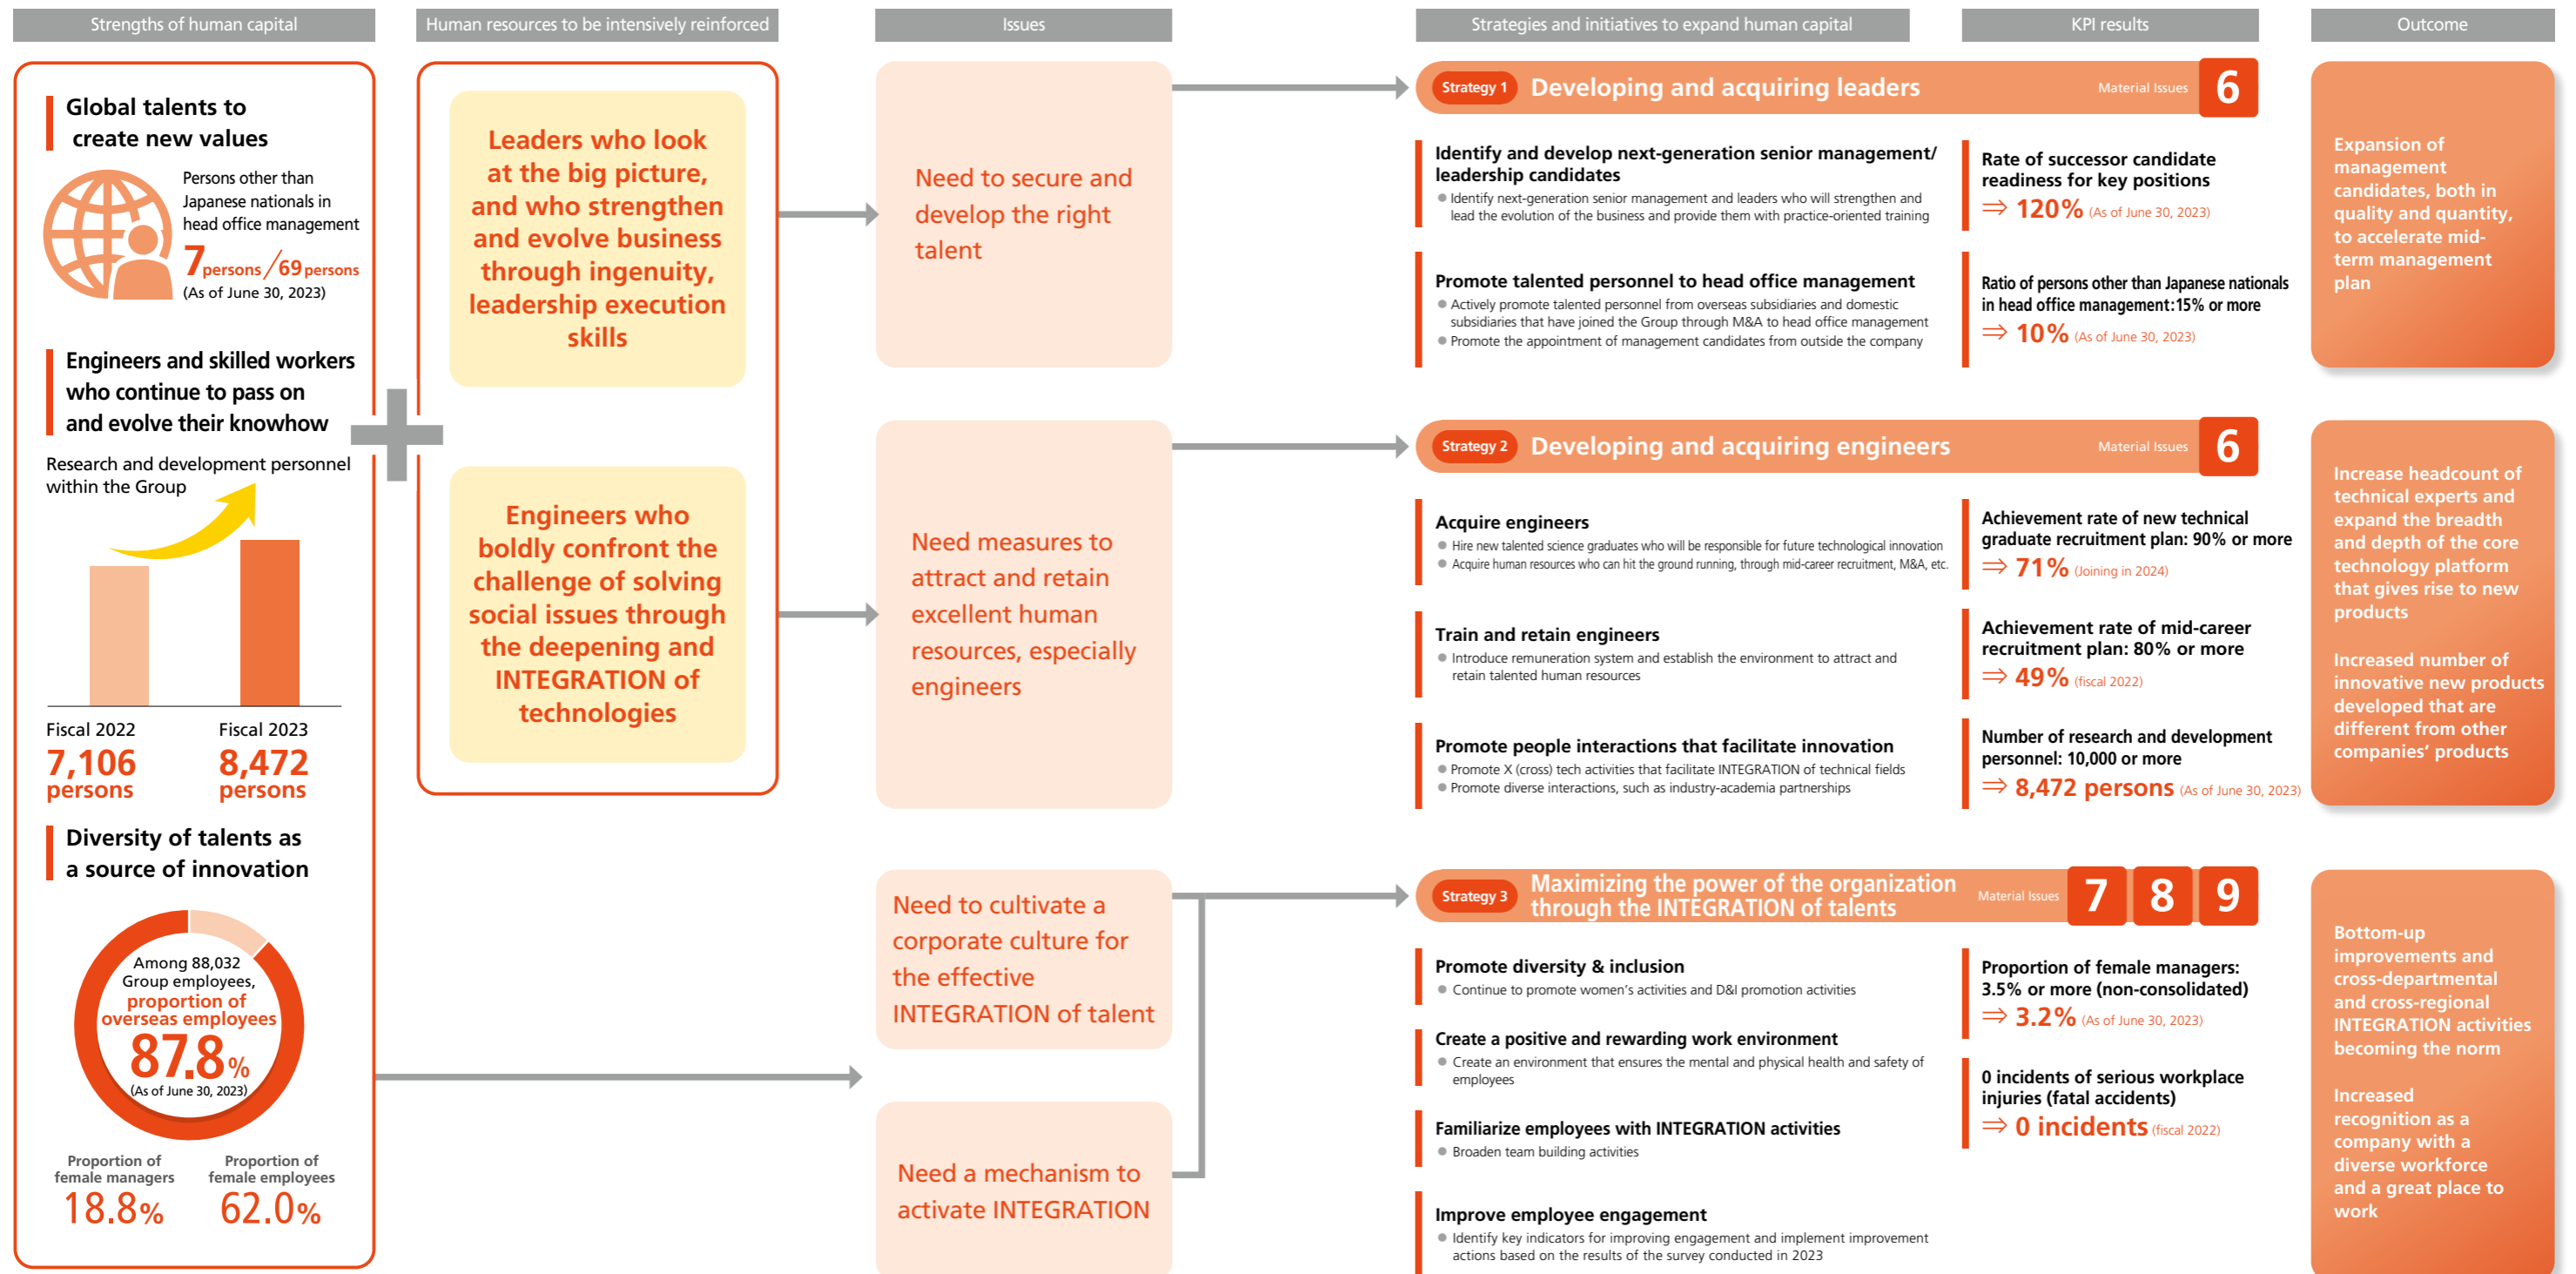 Strengths of human capital
Global talents to
create new values
Persons other than
Japanese nationals in
head office management
7 persons / 69 persons
(As of June 30, 2023)
Engineers and skilled workers
who continue to pass on
and evolve their knowhow
Research and development personnel
within the Group
Fiscal 2022
7,106
persons
Fiscal 2023
8,472
persons
Diversity of talents as
a source of innovation
Among 88,032
Group employees,
proportion of
overseas employees
87.8%
(As of June 30, 2023)
Proportion of
female managers
18.8%
Proportion of
female employees
62.0%
Human resources to be intensively reinforced
Leaders who look
at the big picture,
and who strengthen
and evolve business
through ingenuity,
leadership execution
skills
Engineers who
boldly confront the
challenge of solving
social issues through
the deepening and
INTEGRATION of
technologies
Issues
Need to secure and
develop the right
talent
Need measures to
attract and retain
excellent human
resources, especially
engineers
Need to cultivate a
corporate culture for
the effective
INTEGRATION of talent
Need a mechanism to
activate INTEGRATION
Strategies and initiatives to expand human capital
KPI results
Strategy 1 Developing and acquiring leaders Material Issues 6
Identify and develop next-generation senior management/
leadership candidates
● Identify next-generation senior management and leaders who will strengthen and
lead the evolution of the business and provide them with practice-oriented training
Rate of successor candidate
readiness for key positions
⇒ 120% (As of June 30, 2023)
Promote talented personnel to head office management
● Actively promote talented personnel from overseas subsidiaries and domestic
subsidiaries that have joined the Group through M&A to head office management
● Promote the appointment of management candidates from outside the company
Ratio of persons other than Japanese nationals
in head office management:15% or more
⇒ 10% (As of June 30, 2023)
Strategy 2 Developing and acquiring engineers Material Issues 6
Acquire engineers
● Hire new talented science graduates who will be responsible for future technological innovation
● Acquire human resources who can hit the ground running, through mid-career recruitment, M&A, etc.
Achievement rate of new technical
graduate recruitment plan: 90% or more
⇒ 71% (Joining in 2024)
Train and retain engineers
● Introduce remuneration system and establish the environment to attract and
retain talented human resources
Achievement rate of mid-career
recruitment plan: 80% or more
⇒ 49% (fiscal 2022)
Promote people interactions that facilitate innovation
● Promote X (cross) tech activities that facilitate INTEGRATION of technical fields
● Promote diverse interactions, such as industry-academia partnerships
Number of research and development
personnel: 10,000 or more
⇒ 8,472 persons (As of June 30, 2023)
Strategy 3 Maximizing the power of the organization
through the INTEGRATION of talents
Material Issues 7 8 9
Promote diversity & inclusion
● Continue to promote women's activities and D&I promotion activities
Create a positive and rewarding work environment
● Create an environment that ensures the mental and physical health and safety of
employees
Familiarize employees with INTEGRATION activities
● Broaden team building activities
Improve employee engagement
● Identify key indicators for improving engagement and implement improvement
actions based on the results of the survey conducted in 2023
Proportion of female managers:
3.5% or more (non-consolidated)
⇒ 3.2% (As of June 30, 2023)
0 incidents of serious workplace
injuries (fatal accidents)
⇒ 0 incidents (fiscal 2022)
Outcome
Expansion of
management
candidates, both in
quality and quantity,
to accelerate mid-
term management
plan
Increase headcount of
technical experts and
expand the breadth
and depth of the core
technology platform
that gives rise to new
products
Increased number of
innovative new products
developed that are
different from other
companies' products
Bottom-up
improvements and
cross-departmental
and cross-regional
INTEGRATION activities
becoming the norm
Increased
recognition as a
company with a
diverse workforce
and a great place to
work